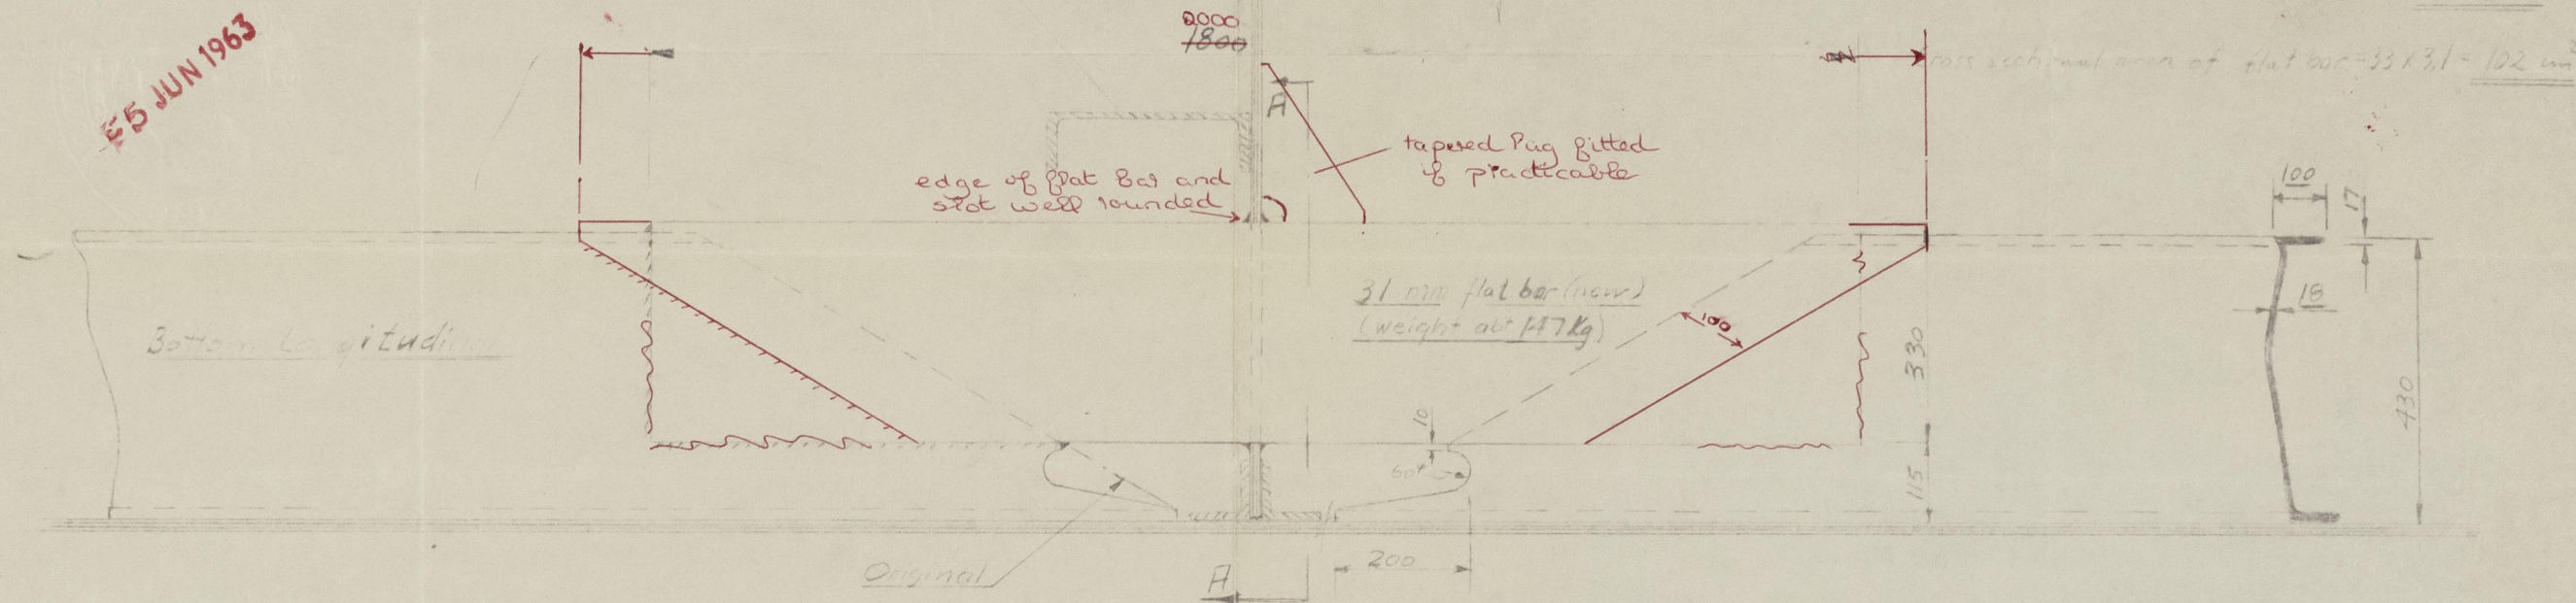 5 JUN 1963
2000
1800
A
cross sectional area of flat bar = 33 x 3,1 = 102 cm²
tapered lug fitted
if practicable
edge of flat bar and
slot well rounded
100
17
31 mm flat bar (new)
(weight abt 147 Kg)
18
100
Bottom Longitudinal
330
430
10
60
115
200
Original
A